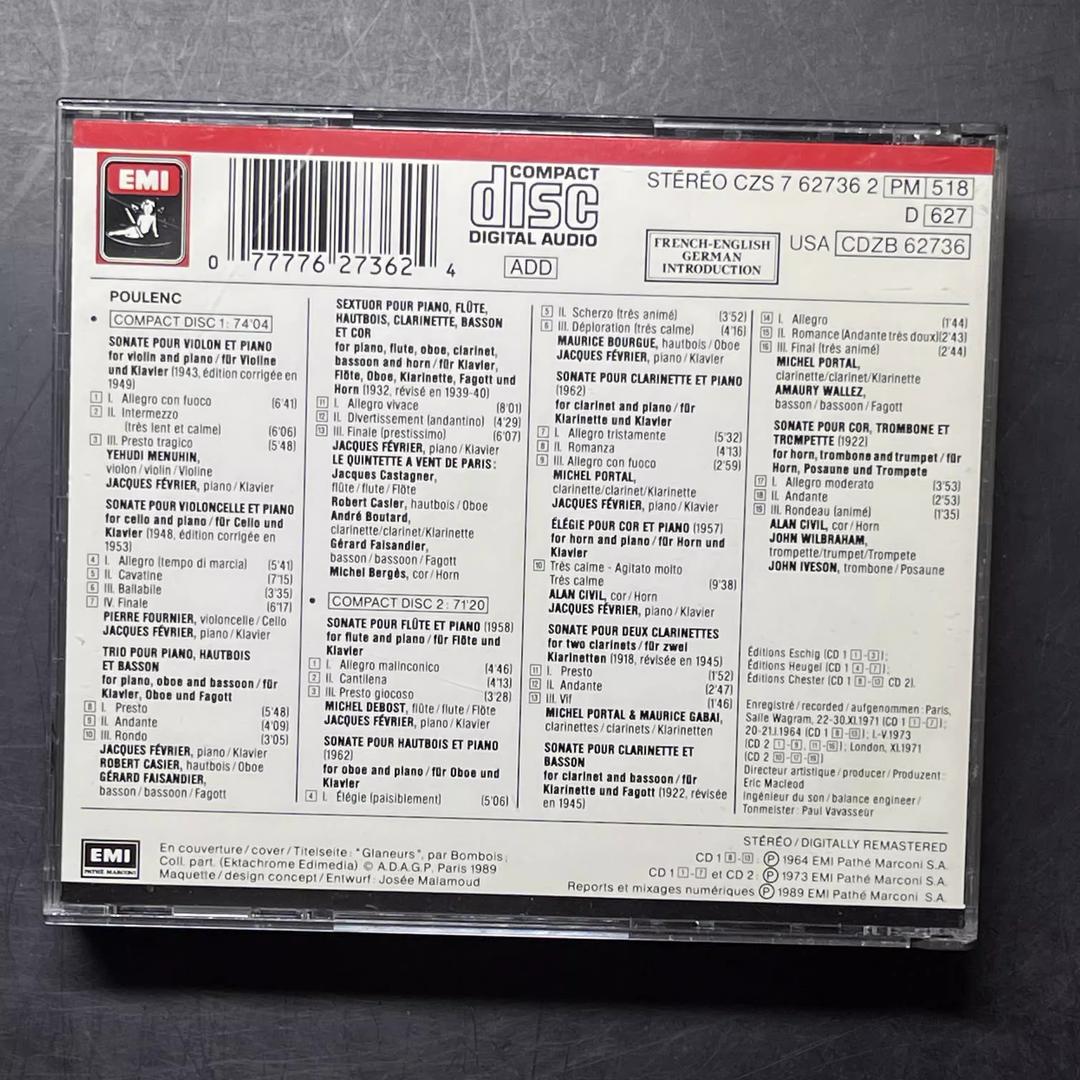 EMI
0 77776 27362 4
COMPACT
disc
DIGITAL AUDIO
ADD
STÉRÉO CZS 7 62736 2 PM 518
D 627
FRENCH-ENGLISH
GERMAN
INTRODUCTION
USA CDZB 62736
POULENC
• COMPACT DISC 1: 74'04
SONATE POUR VIOLON ET PIANO
for violin and piano / für Violine
und Klavier (1943, édition corrigée en
1949)
1 I. Allegro con fuoco (6'41)
2 II. Intermezzo
(très lent et calme) (6'06)
3 III. Presto tragico (5'48)
YEHUDI MENUHIN,
violon / violin / Violine
JACQUES FÉVRIER, piano / Klavier
SONATE POUR VIOLONCELLE ET PIANO
for cello and piano / für Cello und
Klavier (1948, édition corrigée en
1953)
4 I. Allegro (tempo di marcia) (5'41)
5 II. Cavatine (7'15)
6 III. Ballabile (3'35)
7 IV. Finale (6'17)
PIERRE FOURNIER, violoncelle / Cello
JACQUES FÉVRIER, piano / Klavier
TRIO POUR PIANO, HAUTBOIS
ET BASSON
for piano, oboe and bassoon / für
Klavier, Oboe und Fagott
8 I. Presto (5'48)
9 II. Andante (4'09)
10 III. Rondo (3'05)
JACQUES FÉVRIER, piano / Klavier
ROBERT CASIER, hautbois / Oboe
GÉRARD FAISANDIER,
basson / bassoon / Fagott
SEXTUOR POUR PIANO, FLÛTE,
HAUTBOIS, CLARINETTE, BASSON
ET COR
for piano, flute, oboe, clarinet,
bassoon and horn / für Klavier,
Flöte, Oboe, Klarinette, Fagott und
Horn (1932, révisé en 1939-40)
11 I. Allegro vivace (8'01)
12 II. Divertissement (andantino) (4'29)
13 III. Finale (prestissimo) (6'07)
JACQUES FÉVRIER, piano / Klavier
LE QUINTETTE A VENT DE PARIS:
Jacques Castagner,
flûte / flute / Flöte
Robert Casier, hautbois / Oboe
André Boutard,
clarinette/clarinet/Klarinette
Gérard Faisandier,
basson / bassoon / Fagott
Michel Bergès, cor / Horn
• COMPACT DISC 2: 71'20
SONATE POUR FLÛTE ET PIANO (1958)
for flute and piano / für Flöte und
Klavier
1 I. Allegro malinconico (4'46)
2 II. Cantilena (4'13)
3 III. Presto giocoso (3'28)
MICHEL DEBOST, flûte / flute / Flöte
JACQUES FÉVRIER, piano / Klavier
SONATE POUR HAUTBOIS ET PIANO
(1962)
for oboe and piano / für Oboe und
Klavier
4 I. Élégie (paisiblement) (5'06)
5 II. Scherzo (très animé) (3'52)
6 III. Déploration (très calme) (4'16)
MAURICE BOURGUE, hautbois / Oboe
JACQUES FÉVRIER, piano / Klavier
SONATE POUR CLARINETTE ET PIANO
(1962)
for clarinet and piano / für
Klarinette und Klavier
7 I. Allegro tristamente (5'32)
8 II. Romanza (4'13)
9 III. Allegro con fuoco (2'59)
MICHEL PORTAL,
clarinette/clarinet/Klarinette
JACQUES FÉVRIER, piano / Klavier
ÉLÉGIE POUR COR ET PIANO (1957)
for horn and piano / für Horn und
Klavier
10 Très calme - Agitato molto
Très calme (9'38)
ALAN CIVIL, cor / Horn
JACQUES FÉVRIER, piano / Klavier
SONATE POUR DEUX CLARINETTES
for two clarinets / für zwei
Klarinetten (1918, révisée en 1945)
11 I. Presto (1'52)
12 II. Andante (2'47)
13 III. Vif (1'46)
MICHEL PORTAL & MAURICE GABAI,
clarinettes / clarinets / Klarinetten
SONATE POUR CLARINETTE ET
BASSON
for clarinet and bassoon / für
Klarinette und Fagott (1922, révisée
en 1945)
14 I. Allegro (1'44)
15 II. Romance (Andante très doux) (2'43)
16 III. Final (très animé) (2'44)
MICHEL PORTAL,
clarinette/clarinet/Klarinette
AMAURY WALLEZ,
basson / bassoon / Fagott
SONATE POUR COR, TROMBONE ET
TROMPETTE (1922)
for horn, trombone and trumpet / für
Horn, Posaune und Trompete
17 I. Allegro moderato (3'53)
18 II. Andante (2'53)
19 III. Rondeau (animé) (1'35)
ALAN CIVIL, cor / Horn
JOHN WILBRAHAM,
trompette/trumpet/Trompete
JOHN IVESON, trombone / Posaune
Éditions Eschig (CD 1 1-3);
Éditions Heugel (CD 1 4-7);
Éditions Chester (CD 1 8-13 CD 2).
Enregistré / recorded / aufgenommen: Paris,
Salle Wagram, 22-30.XI.1971 (CD 1 1-7);
20-21.I.1964 (CD 1 8-13); I.-V.1973
(CD 2 1-9, 11-16); London, XI.1971
(CD 2 10-17-19)
Directeur artistique / producer / Produzent:
Eric Macleod
Ingénieur du son / balance engineer /
Tonmeister: Paul Vavasseur
EMI
PATHÉ MARCONI
En couverture / cover / Titelseite: "Glaneurs", par Bombois;
Coll. part. (Ektachrome Edimedia) © A.D.A.G.P. Paris 1989
Maquette / design concept / Entwurf: Josée Malamoud
STÉRÉO / DIGITALLY REMASTERED
CD 1 8-13: Ⓟ 1964 EMI Pathé Marconi S.A.
CD 1 1-7 et CD 2: Ⓟ 1973 EMI Pathé Marconi S.A.
Reports et mixages numériques Ⓟ 1989 EMI Pathé Marconi S.A.